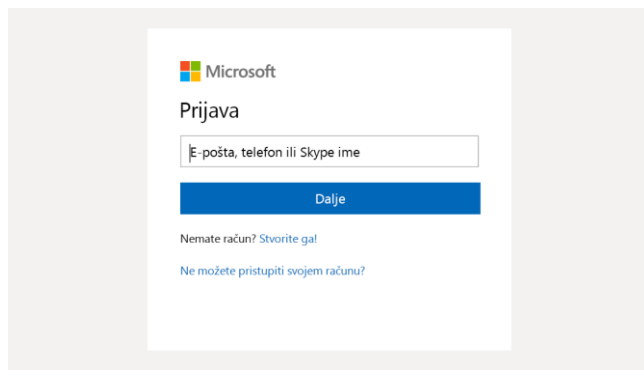 Microsoft
Prijava
E-pošta, telefon ili Skype ime
Dalje
Nemate račun? Stvorite ga!
Ne možete pristupiti svojem računu?